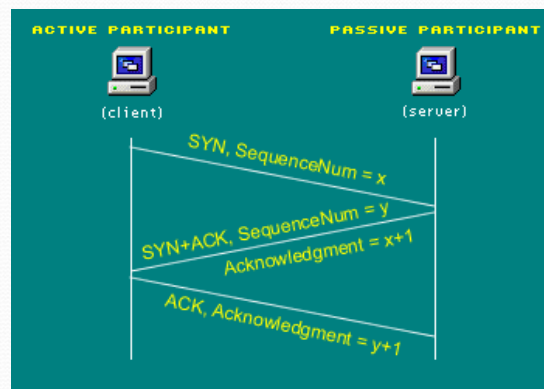 ACTIVE PARTICIPANT
PASSIVE PARTICIPANT
(client)
(server)
SYN, SequenceNum = x
SYN+ACK, SequenceNum = y
Acknowledgment = x+1
ACK, Acknowledgment = y+1